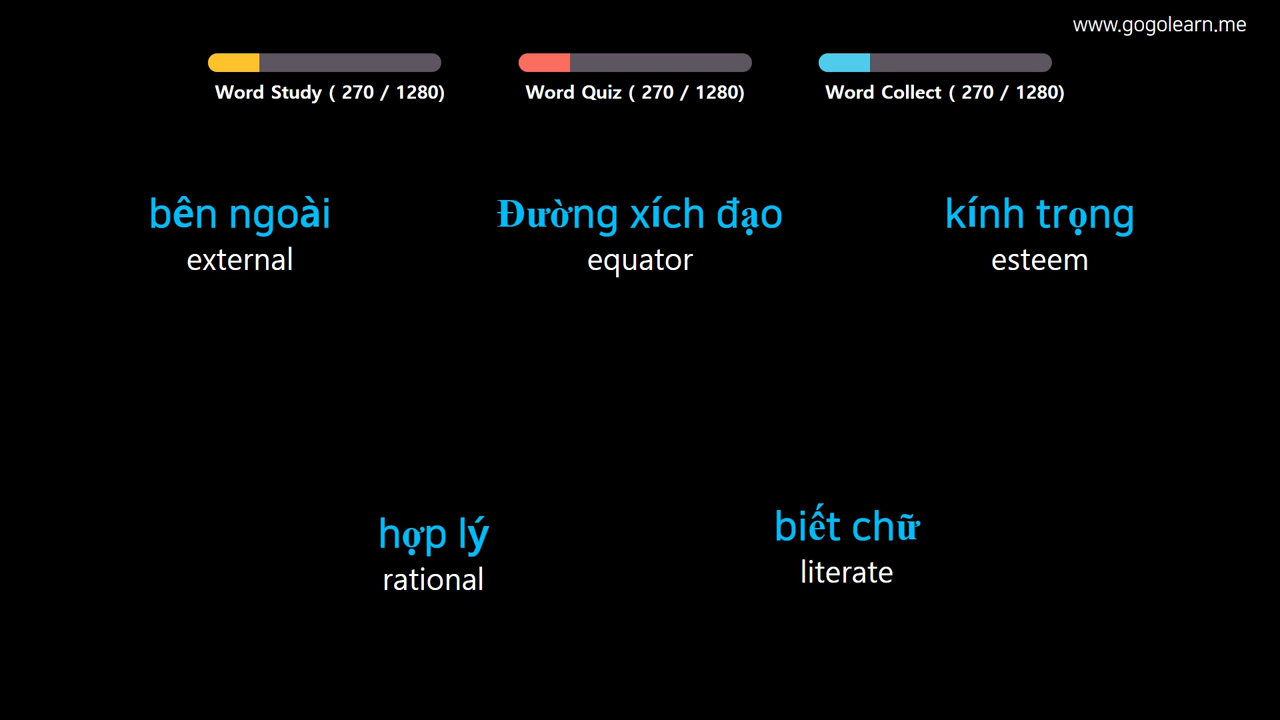 www.gogolearn.me
Word Study ( 270 / 1280)
Word Quiz ( 270 / 1280)
Word Collect ( 270 / 1280)
bên ngoài
external
Đường xích đạo
equator
kính trọng
esteem
hợp lý
rational
biết chữ
literate